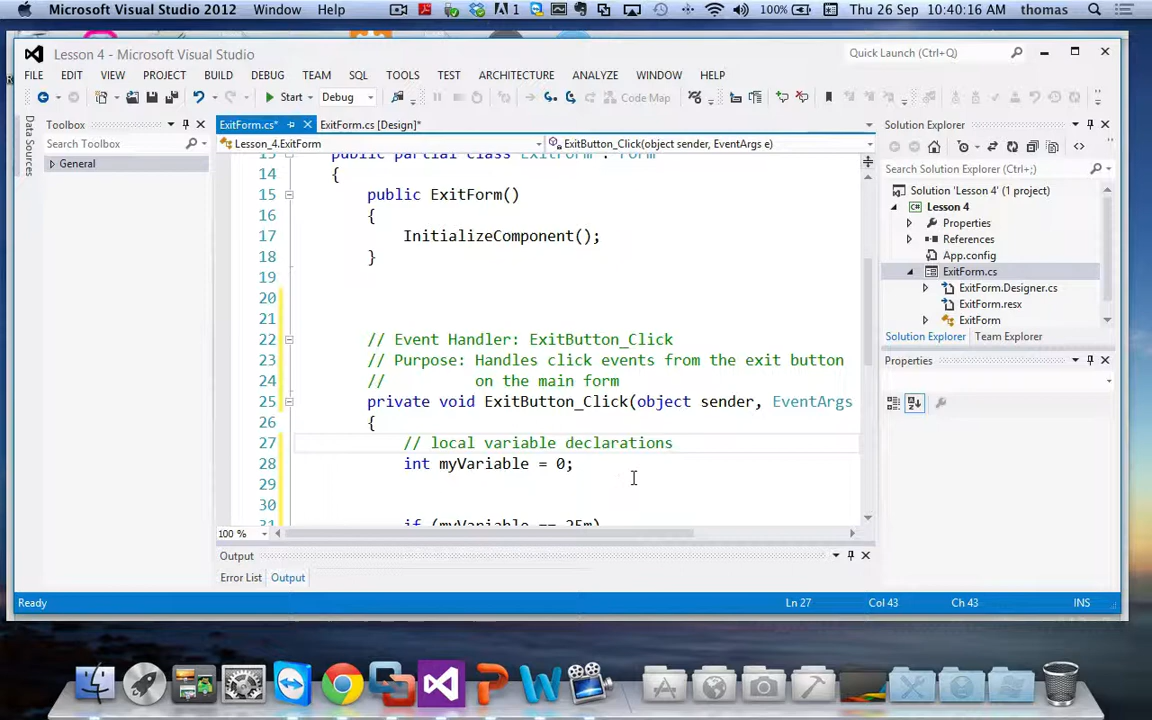 Microsoft Visual Studio 2012 Window Help
1 100% Thu 26 Sep 10:40:16 AM thomas
Lesson 4 - Microsoft Visual Studio
Quick Launch (Ctrl+Q)
FILE EDIT VIEW PROJECT BUILD DEBUG TEAM SQL TOOLS TEST ARCHITECTURE ANALYZE WINDOW HELP
Start Debug Code Map
Data Sources
Toolbox
Search Toolbox
General
ExitForm.cs* ExitForm.cs [Design]*
Lesson_4.ExitForm ExitButton_Click(object sender, EventArgs e)
13 public partial class ExitForm : Form
14 {
15 public ExitForm()
16 {
17 InitializeComponent();
18 }
19
20
21
22 // Event Handler: ExitButton_Click
23 // Purpose: Handles click events from the exit button
24 // on the main form
25 private void ExitButton_Click(object sender, EventArgs
26 {
27 // local variable declarations
28 int myVariable = 0;
29
30
31 if (myVariable == 25m)
100 %
Output
Error List Output
Solution Explorer
Search Solution Explorer (Ctrl+;)
Solution 'Lesson 4' (1 project)
C# Lesson 4
Properties
References
App.config
ExitForm.cs
ExitForm.Designer.cs
ExitForm.resx
ExitForm
Solution Explorer Team Explorer
Properties
Ready Ln 27 Col 43 Ch 43 INS